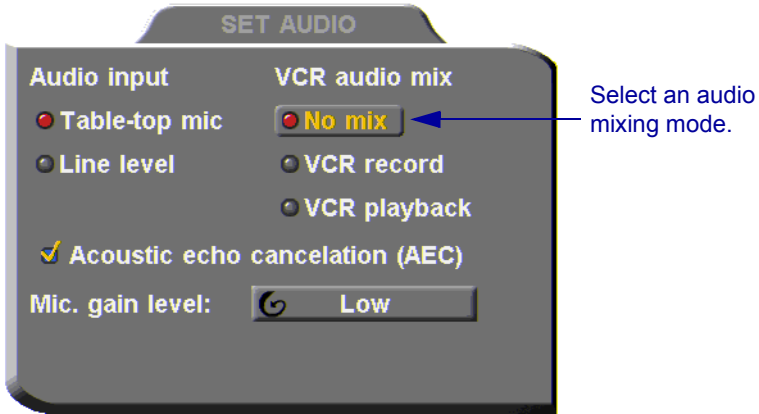 SET AUDIO
Audio input
VCR audio mix
Table-top mic
No mix
Line level
VCR record
VCR playback
Acoustic echo cancelation (AEC)
Mic. gain level:
Low
Select an audio
mixing mode.